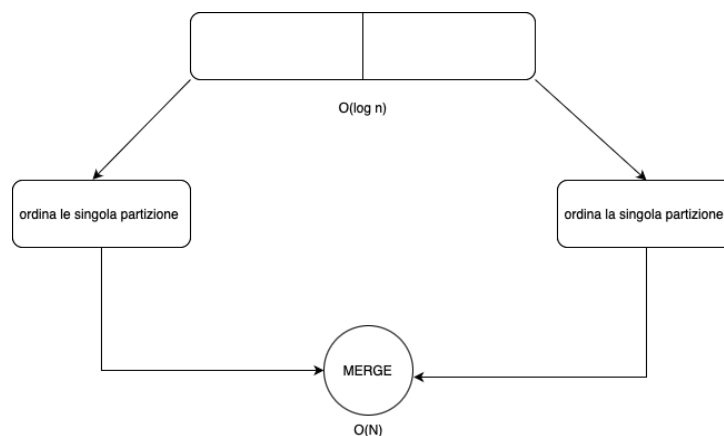 O(log n)
ordina le singola partizione
ordina la singola partizione
MERGE
O(N)